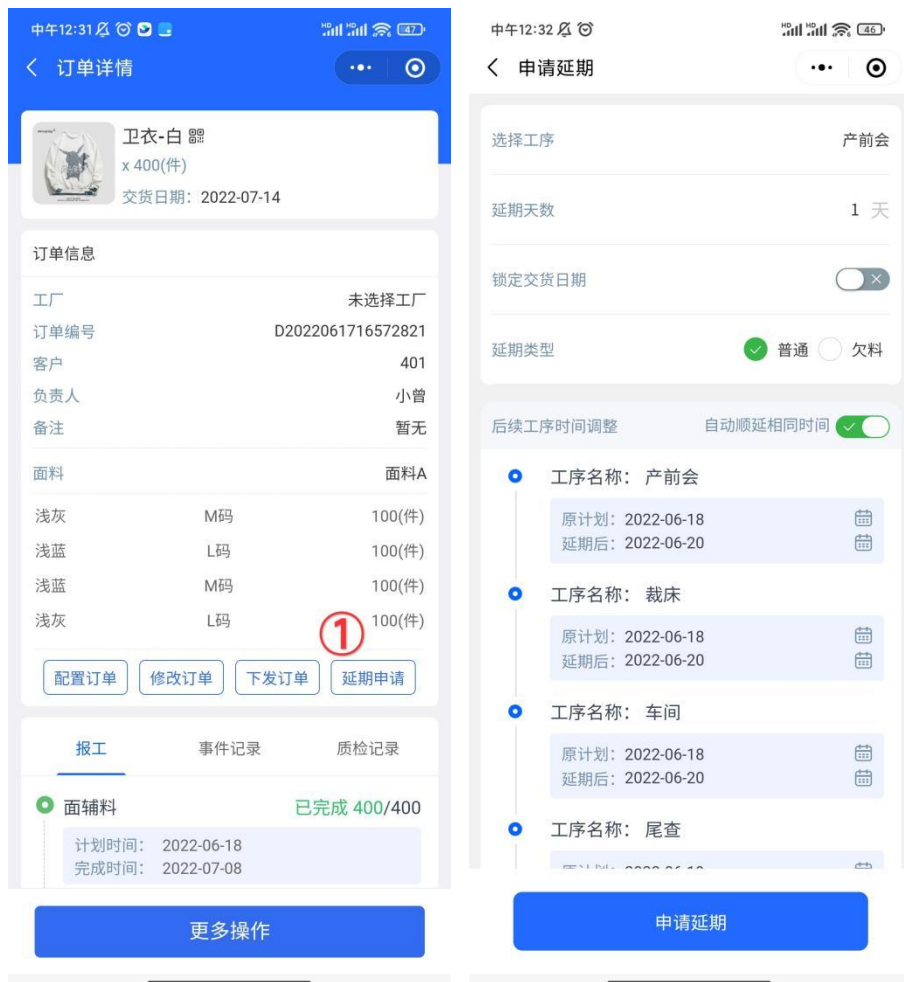 中午12:31
47
订单详情
卫衣-白
x 400(件)
交货日期：2022-07-14
订单信息
工厂 未选择工厂
订单编号 D2022061716572821
客户 401
负责人 小曾
备注 暂无
面料 面料A
浅灰 M码 100(件)
浅蓝 L码 100(件)
浅蓝 M码 100(件)
浅灰 L码 100(件)
①
配置订单 修改订单 下发订单 延期申请
报工 事件记录 质检记录
面辅料 已完成 400/400
计划时间： 2022-06-18
完成时间： 2022-07-08
更多操作
中午12:32
46
申请延期
选择工序 产前会
延期天数 1 天
锁定交货日期
延期类型 普通 欠料
后续工序时间调整 自动顺延相同时间
工序名称： 产前会
原计划：2022-06-18
延期后：2022-06-20
工序名称： 裁床
原计划：2022-06-18
延期后：2022-06-20
工序名称： 车间
原计划：2022-06-18
延期后：2022-06-20
工序名称： 尾查
申请延期